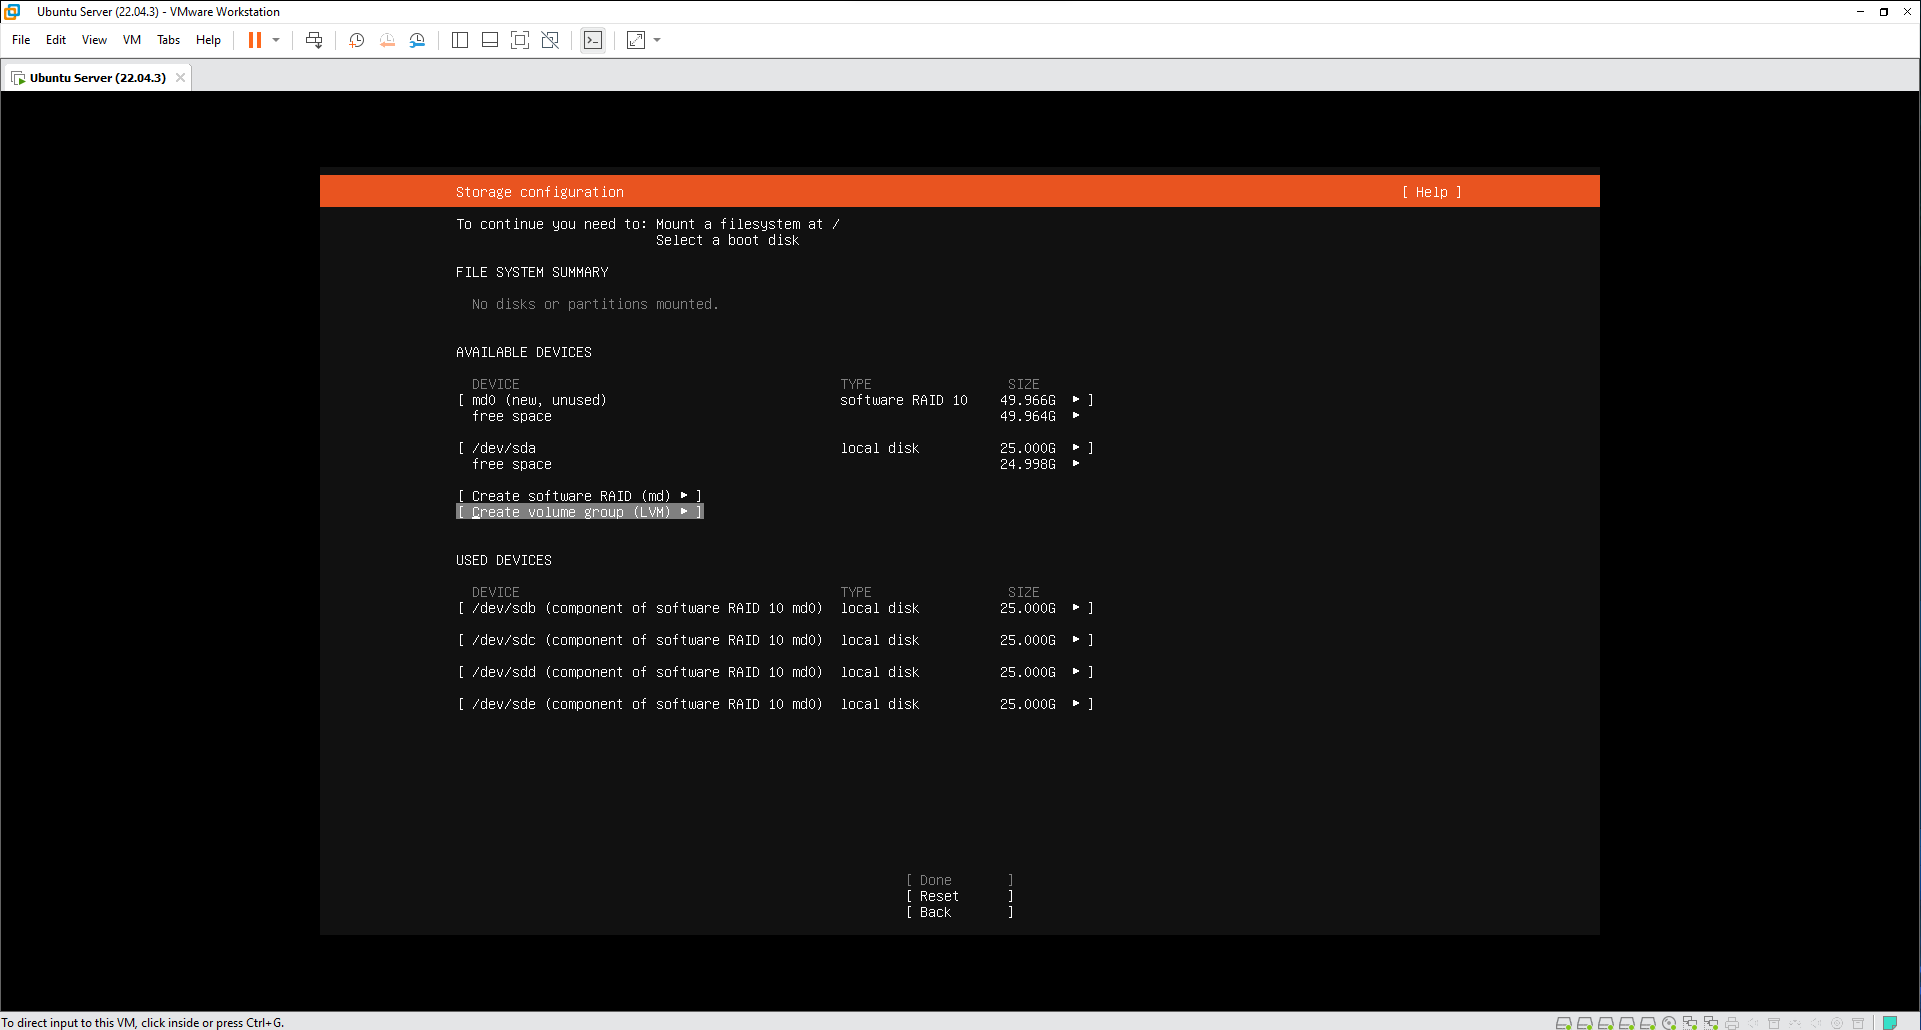 Ubuntu Server (22.04.3) - VMware Workstation
File Edit View VM Tabs Help
Ubuntu Server (22.04.3)
Storage configuration [ Help ]
To continue you need to: Mount a filesystem at /
Select a boot disk
FILE SYSTEM SUMMARY
No disks or partitions mounted.
AVAILABLE DEVICES
DEVICE TYPE SIZE
[ md0 (new, unused) software RAID 10 49.966G ▸ ]
free space 49.964G ▸
[ /dev/sda local disk 25.000G ▸ ]
free space 24.998G ▸
[ Create software RAID (md) ▸ ]
[ Create volume group (LVM) ▸ ]
USED DEVICES
DEVICE TYPE SIZE
[ /dev/sdb (component of software RAID 10 md0) local disk 25.000G ▸ ]
[ /dev/sdc (component of software RAID 10 md0) local disk 25.000G ▸ ]
[ /dev/sdd (component of software RAID 10 md0) local disk 25.000G ▸ ]
[ /dev/sde (component of software RAID 10 md0) local disk 25.000G ▸ ]
[ Done ]
[ Reset ]
[ Back ]
To direct input to this VM, click inside or press Ctrl+G.